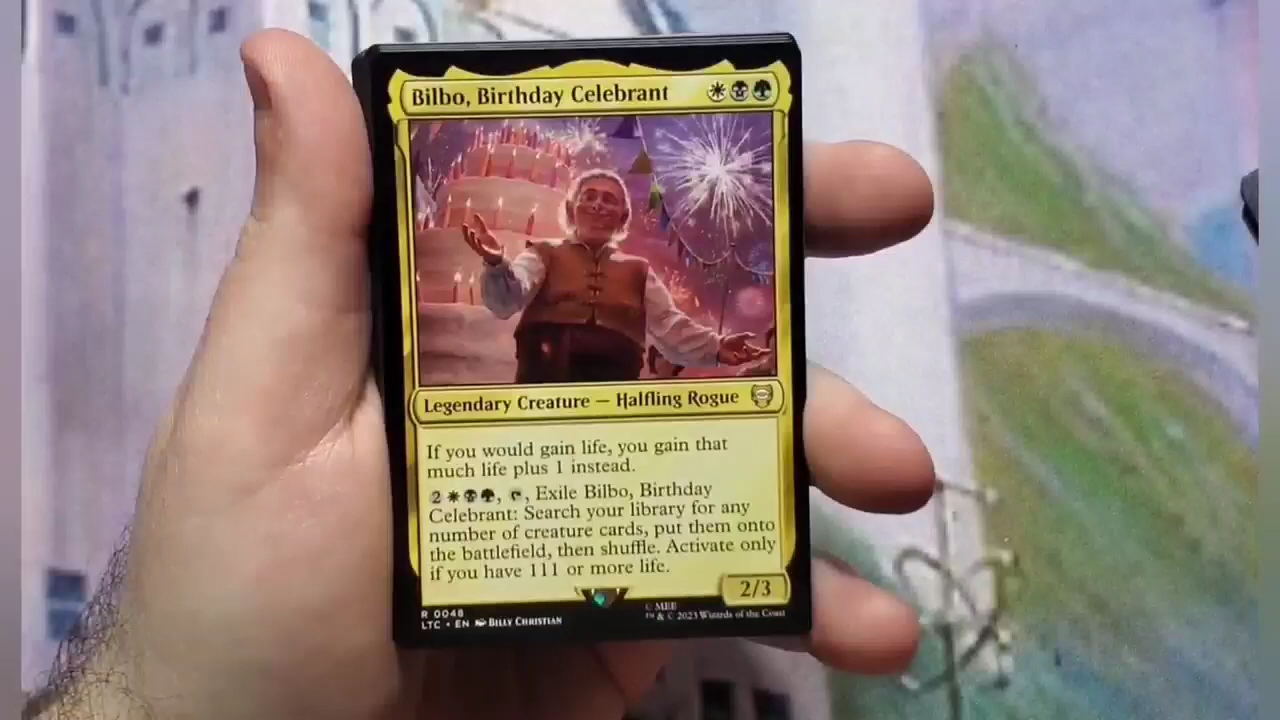 Bilbo, Birthday Celebrant
Legendary Creature — Halfling Rogue
If you would gain life, you gain that
much life plus 1 instead.
2, Exile Bilbo, Birthday
Celebrant: Search your library for any
number of creature cards, put them onto
the battlefield, then shuffle. Activate only
if you have 111 or more life.
2/3
R 0048
LTC • EN BILLY CHRISTIAN
© MEE
™ & © 2023 Wizards of the Coast